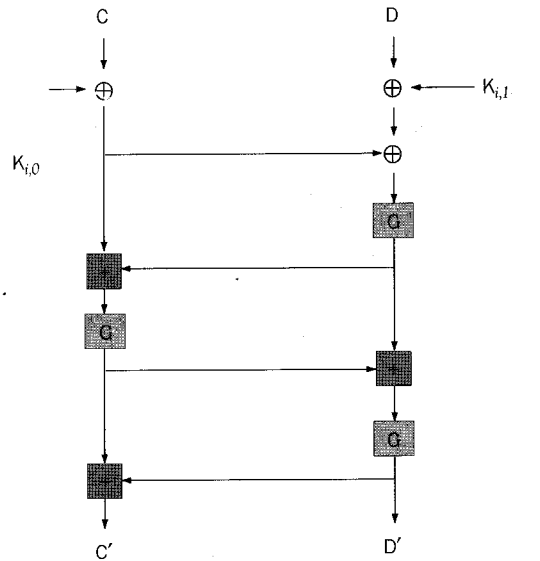 C D
K_{i,1}
K_{i,0}
G
G
G
C′ D′